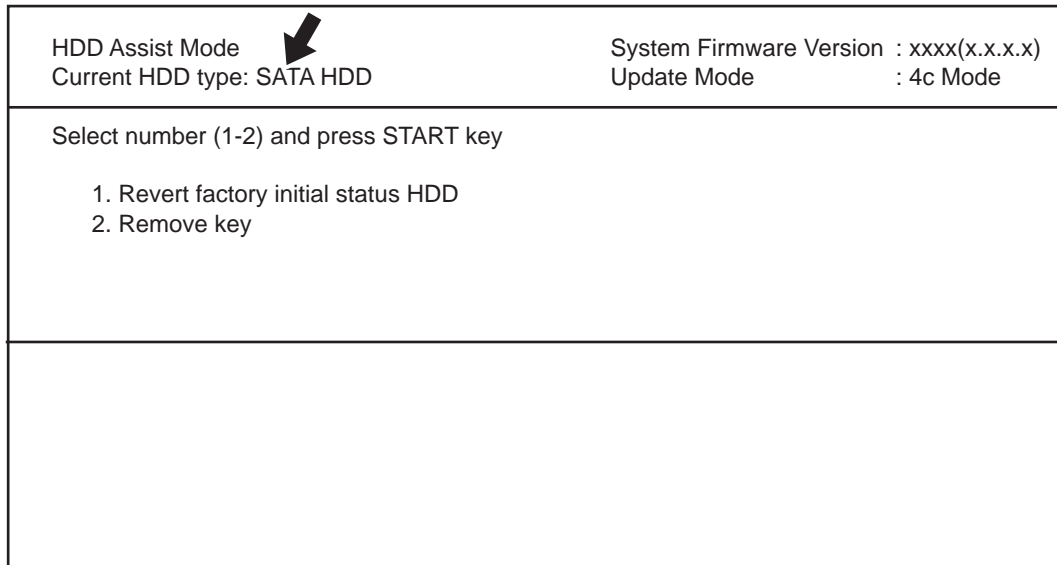 HDD Assist Mode
Current HDD type: SATA HDD
System Firmware Version : xxxx(x.x.x.x)
Update Mode : 4c Mode
Select number (1-2) and press START key
1. Revert factory initial status HDD
2. Remove key